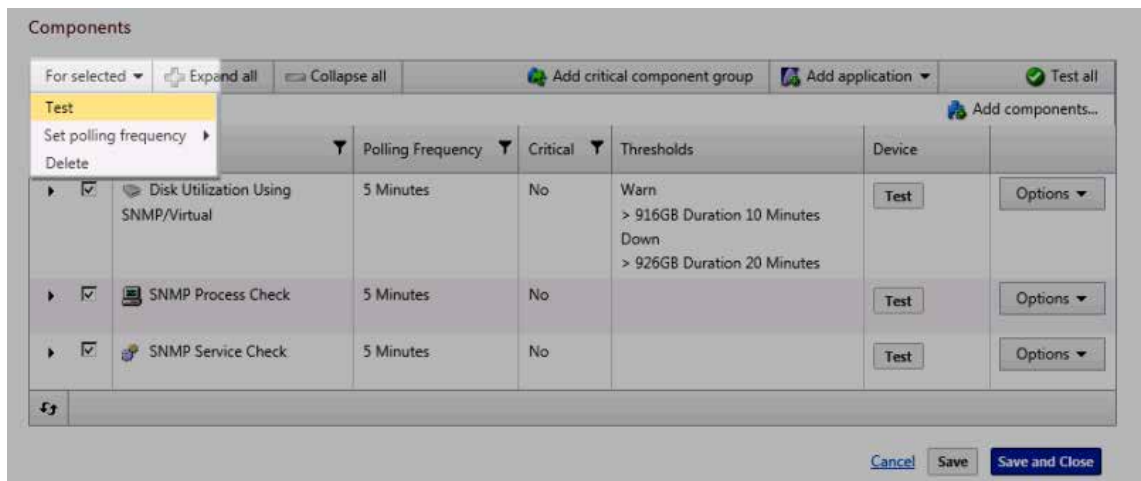 Components
For selected Expand all Collapse all Add critical component group Add application Test all
Test
Add components...
Set polling frequency
Delete
Polling Frequency Critical Thresholds Device
Disk Utilization Using 5 Minutes No Warn Test Options
SNMP/Virtual > 916GB Duration 10 Minutes
Down
> 926GB Duration 20 Minutes
SNMP Process Check 5 Minutes No Test Options
SNMP Service Check 5 Minutes No Test Options
Cancel Save Save and Close